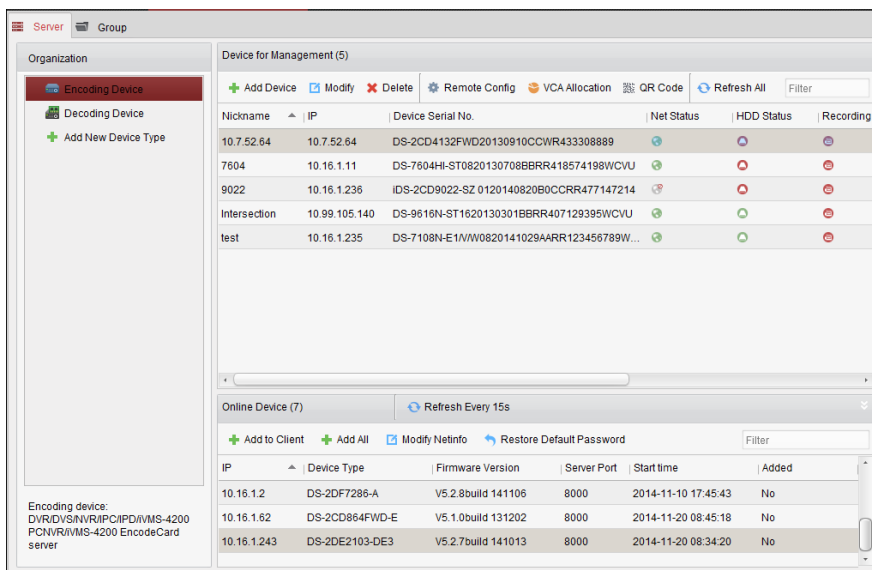 Server Group
Organization
Encoding Device
Decoding Device
Add New Device Type
Encoding device:
DVR/DVS/NVR/IPC/IPD/iVMS-4200
PCNVR/iVMS-4200 EncodeCard
server
Device for Management (5)
Add Device Modify Delete Remote Config VCA Allocation QR Code Refresh All Filter
Nickname IP Device Serial No. Net Status HDD Status Recording
10.7.52.64 10.7.52.64 DS-2CD4132FWD20130910CCWR433308889
7604 10.16.1.11 DS-7604HI-ST0820130708BBRR418574198WCVU
9022 10.16.1.236 iDS-2CD9022-SZ 0120140820B0CCRR477147214
Intersection 10.99.105.140 DS-9616N-ST1620130301BBRR407129395WCVU
test 10.16.1.235 DS-7108N-E1/V/W0820141029AARR123456789W...
Online Device (7) Refresh Every 15s
Add to Client Add All Modify Netinfo Restore Default Password Filter
IP Device Type Firmware Version Server Port Start time Added
10.16.1.2 DS-2DF7286-A V5.2.8build 141106 8000 2014-11-10 17:45:43 No
10.16.1.62 DS-2CD864FWD-E V5.1.0build 131202 8000 2014-11-20 08:45:18 No
10.16.1.243 DS-2DE2103-DE3 V5.2.7build 141013 8000 2014-11-20 08:34:20 No